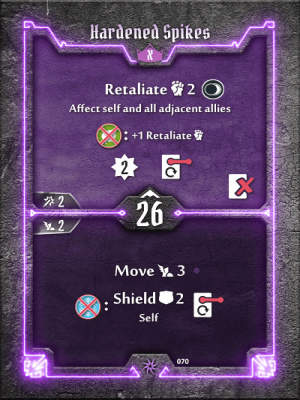 Hardened Spikes
X
Retaliate 2
Affect self and all adjacent allies
: +1 Retaliate
2
2
26
2
Move 3
: Shield 2
Self
070